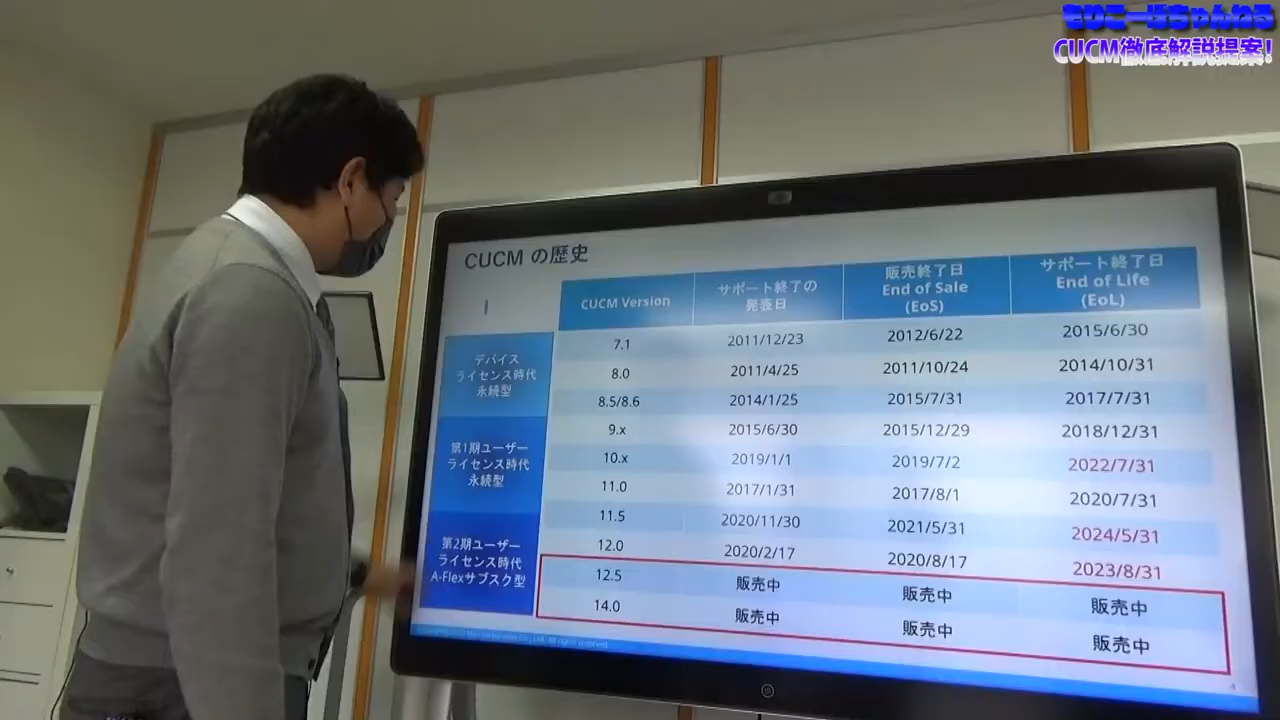 もりこーはちゃんねる
CUCM徹底解説提案!
CUCM の歴史
CUCM Version
サポート終了の
発表日
販売終了日
End of Sale
(EoS)
サポート終了日
End of Life
(EoL)
デバイス
ライセンス時代
永続型
7.1 2011/12/23 2012/6/22 2015/6/30
8.0 2011/4/25 2011/10/24 2014/10/31
8.5/8.6 2014/1/25 2015/7/31 2017/7/31
第1期ユーザー
ライセンス時代
永続型
9.x 2015/6/30 2015/12/29 2018/12/31
10.x 2019/1/1 2019/7/2 2022/7/31
11.0 2017/1/31 2017/8/1 2020/7/31
11.5 2020/11/30 2021/5/31 2024/5/31
第2期ユーザー
ライセンス時代
A-Flexサブスク型
12.0 2020/2/17 2020/8/17 2023/8/31
12.5 販売中 販売中 販売中
14.0 販売中 販売中 販売中
4